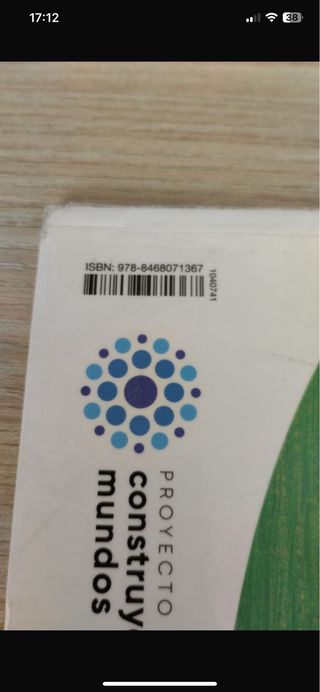 17:12
38
ISBN: 978-8468071367
1040741
PROYECTO
construy
mundos